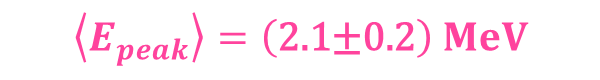 ⟨E_peak⟩ = (2.1±0.2) MeV